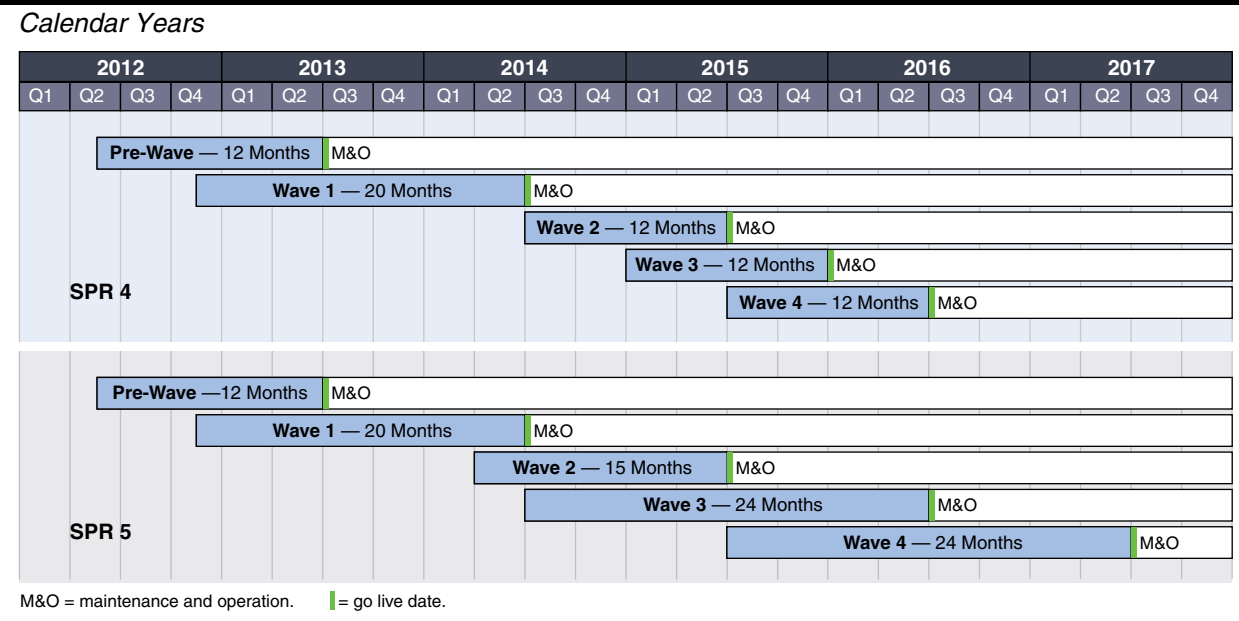 Calendar Years
2012 2013 2014 2015 2016 2017
Q1 Q2 Q3 Q4 Q1 Q2 Q3 Q4 Q1 Q2 Q3 Q4 Q1 Q2 Q3 Q4 Q1 Q2 Q3 Q4 Q1 Q2 Q3 Q4
Pre-Wave — 12 Months M&O
Wave 1 — 20 Months M&O
Wave 2 — 12 Months M&O
Wave 3 — 12 Months M&O
SPR 4
Wave 4 — 12 Months M&O
Pre-Wave —12 Months M&O
Wave 1 — 20 Months M&O
Wave 2 — 15 Months M&O
Wave 3 — 24 Months M&O
SPR 5
Wave 4 — 24 Months M&O
M&O = maintenance and operation. = go live date.